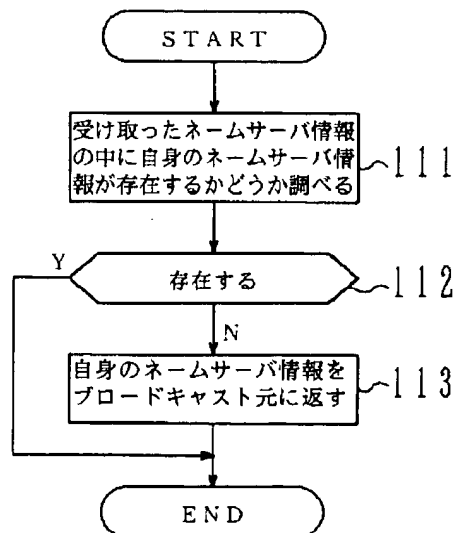 START
受け取ったネームサーバ情報
の中に自身のネームサーバ情
報が存在するかどうか調べる
111
Y
存在する
112
N
自身のネームサーバ情報を
ブロードキャスト元に返す
113
END